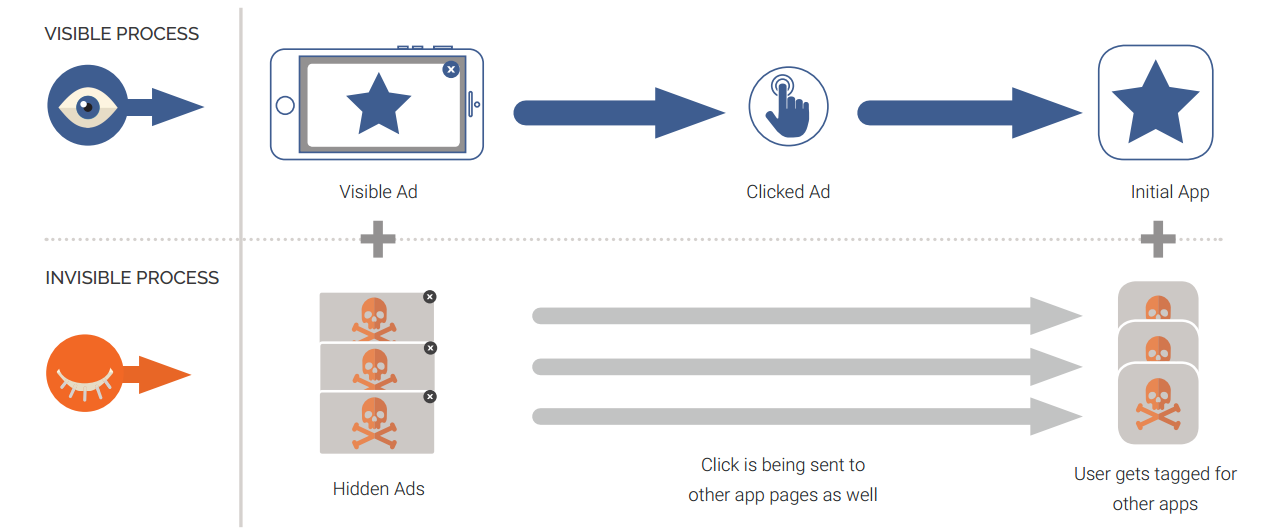 VISIBLE PROCESS
Visible Ad
Clicked Ad
Initial App
INVISIBLE PROCESS
Hidden Ads
Click is being sent to
other app pages as well
User gets tagged for
other apps